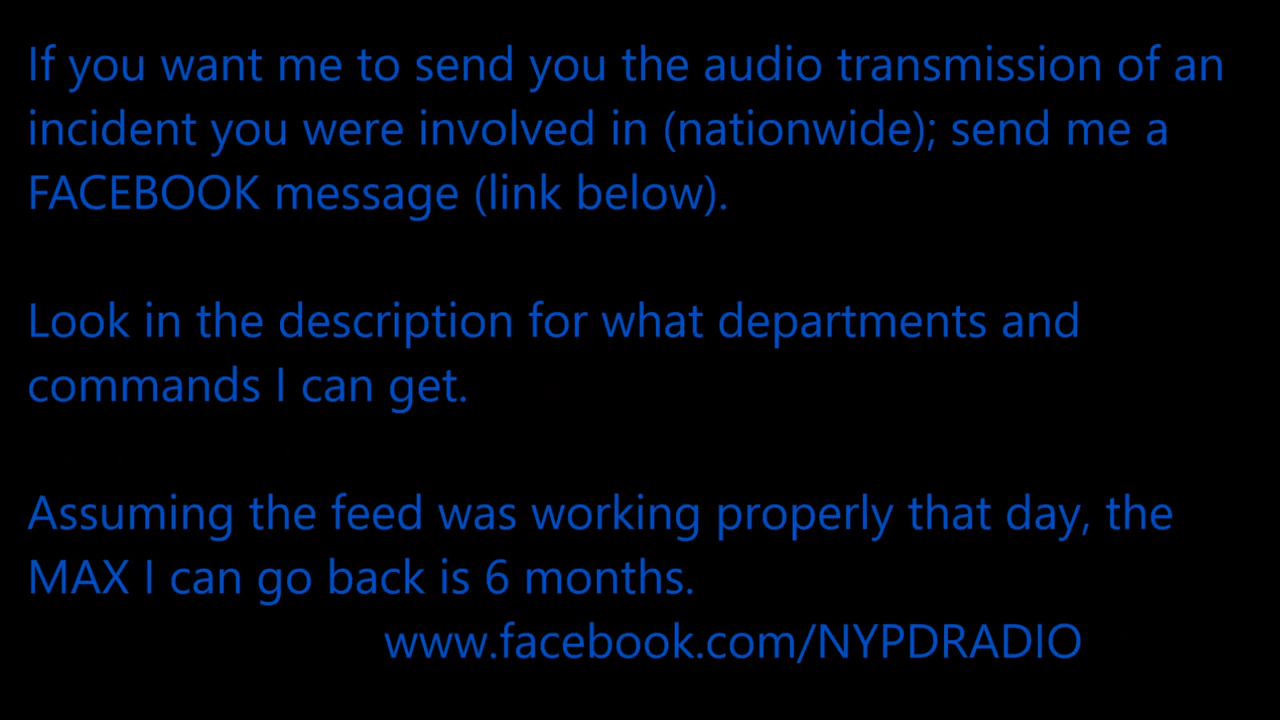 If you want me to send you the audio transmission of an
incident you were involved in (nationwide); send me a
FACEBOOK message (link below).
Look in the description for what departments and
commands I can get.
Assuming the feed was working properly that day, the
MAX I can go back is 6 months.
www.facebook.com/NYPDRADIO